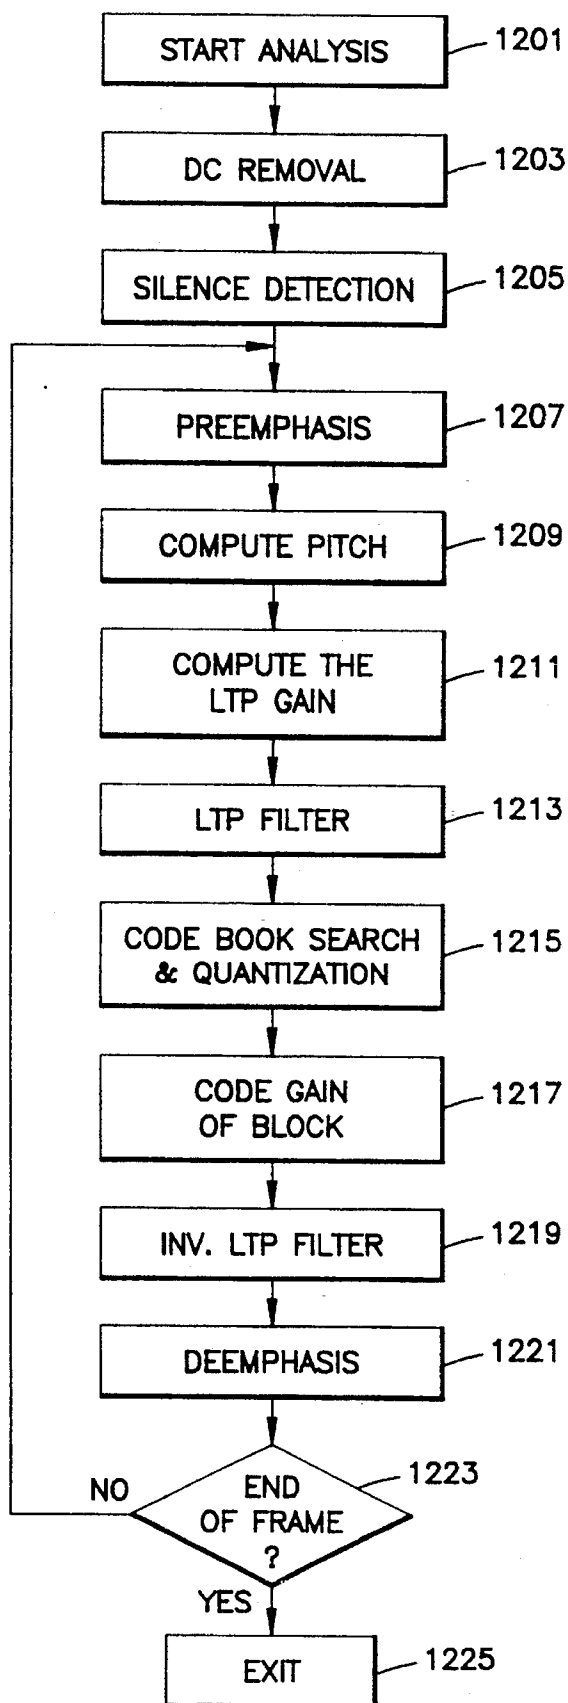 START ANALYSIS
1201
DC REMOVAL
1203
SILENCE DETECTION
1205
PREEMPHASIS
1207
COMPUTE PITCH
1209
COMPUTE THE
LTP GAIN
1211
LTP FILTER
1213
CODE BOOK SEARCH
& QUANTIZATION
1215
CODE GAIN
OF BLOCK
1217
INV. LTP FILTER
1219
DEEMPHASIS
1221
NO
END
OF FRAME
?
1223
YES
EXIT
1225